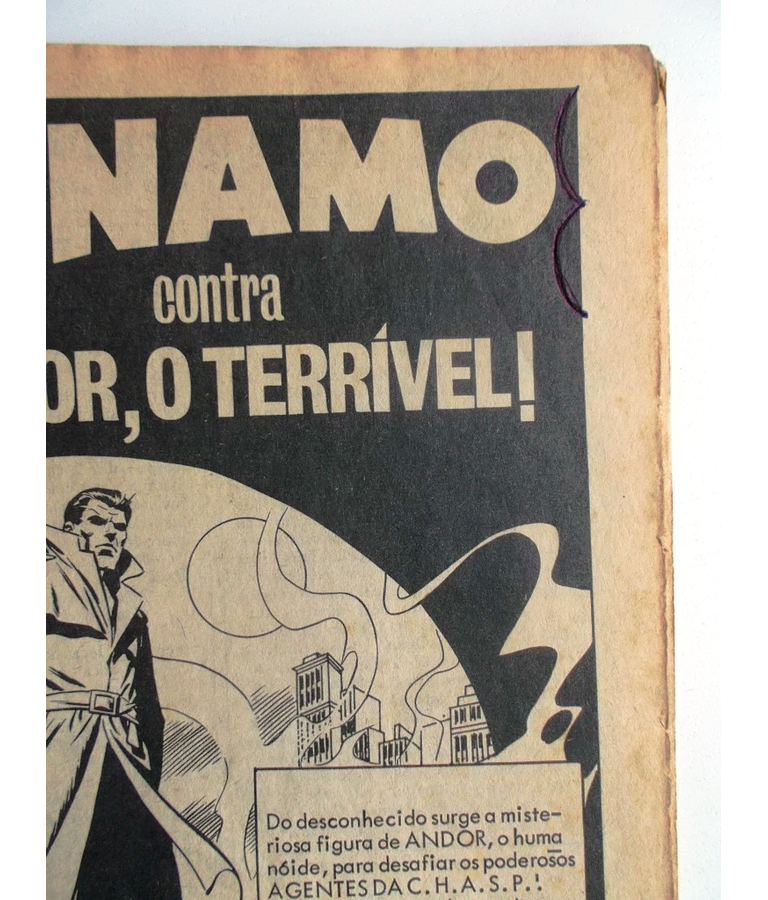 NAMO
contra
OR, O TERRÍVEL!
Do desconhecido surge a miste-
riosa figura de ANDOR, o huma
nóide, para desafiar os poderosos
AGENTES DA C.H.A.S.P.!